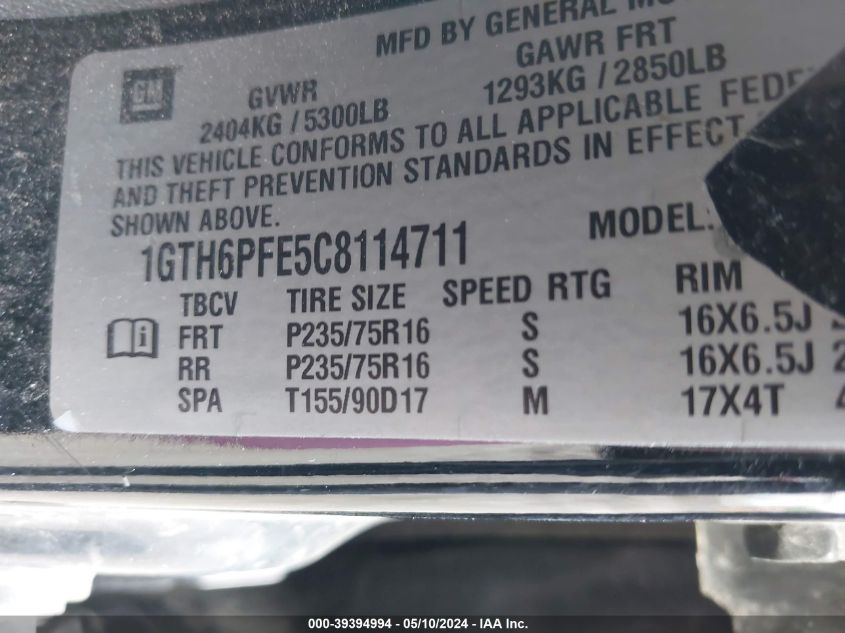 MFD BY GENERAL
GM
GVWR
GAWR FRT
2404KG / 5300LB
1293KG / 2850LB
THIS VEHICLE CONFORMS TO ALL APPLICABLE
AND THEFT PREVENTION STANDARDS IN EFFECT
SHOWN ABOVE.
1GTH6PFE5C8114711
MODEL:
TBCV TIRE SIZE SPEED RTG RIM
FRT P235/75R16 S 16X6.5J
RR P235/75R16 S 16X6.5J
SPA T155/90D17 M 17X4T
000-39394994 - 05/10/2024 - IAA Inc.